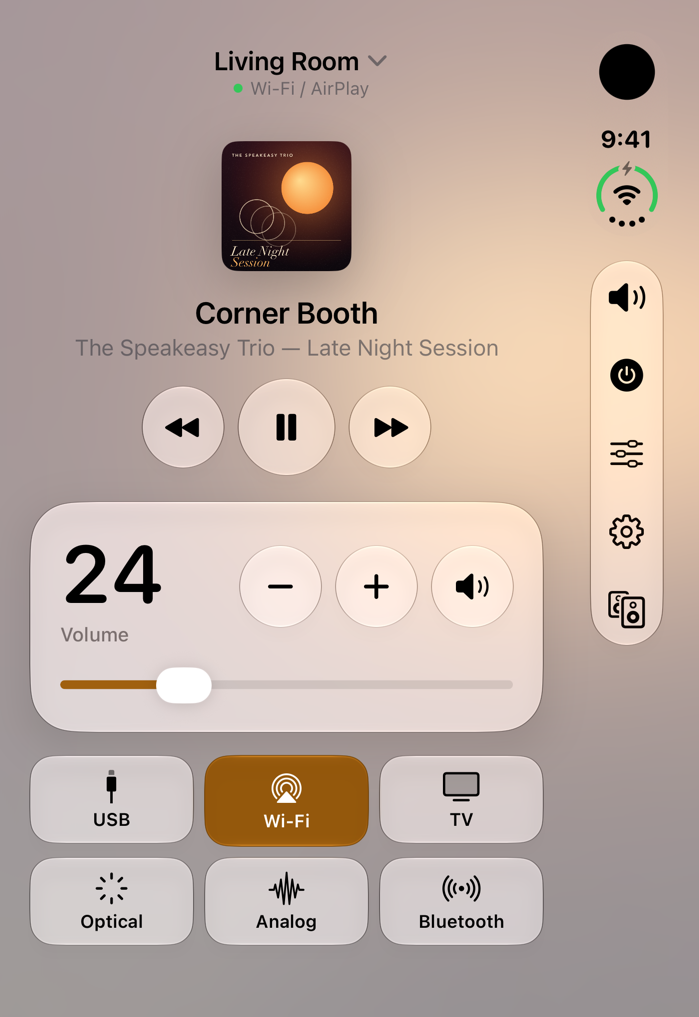 Living Room
Wi-Fi / AirPlay
9:41
THE SPEAKEASY TRIO
Late Night
Session
Corner Booth
The Speakeasy Trio — Late Night Session
24
Volume
USB
Wi-Fi
TV
Optical
Analog
Bluetooth